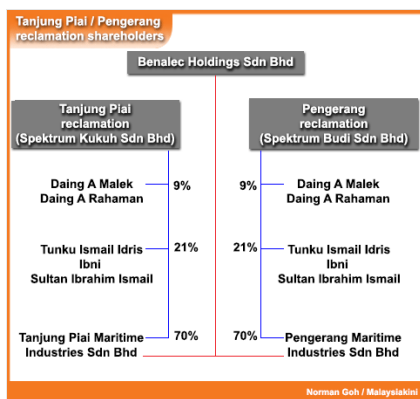 Tanjung Piai / Pengerang
reclamation shareholders
Benalec Holdings Sdn Bhd
Tanjung Piai
reclamation
(Spektrum Kukuh Sdn Bhd)
Pengerang
reclamation
(Spektrum Budi Sdn Bhd)
Daing A Malek
Daing A Rahaman
9%
9%
Daing A Malek
Daing A Rahaman
Tunku Ismail Idris
Ibni
Sultan Ibrahim Ismail
21%
21%
Tunku Ismail Idris
Ibni
Sultan Ibrahim Ismail
Tanjung Piai Maritime
Industries Sdn Bhd
70%
70%
Pengerang Maritime
Industries Sdn Bhd
Norman Goh / Malaysiakini